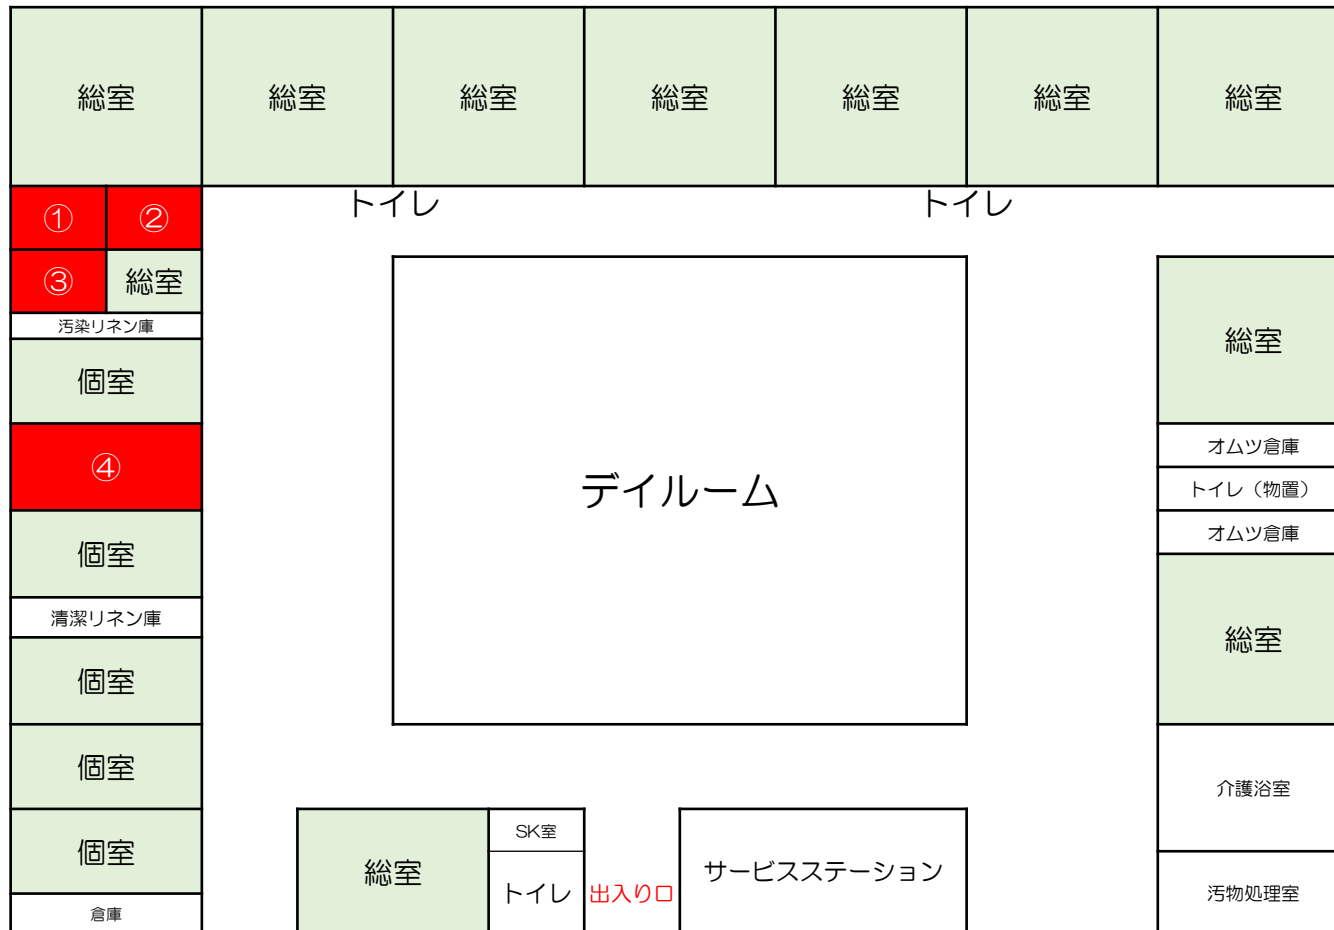 総室
総室
総室
総室
総室
総室
総室
トイレ
トイレ
①
②
③
総室
汚染リネン庫
個室
④
個室
清潔リネン庫
個室
個室
個室
倉庫
デイルーム
総室
オムツ倉庫
トイレ（物置）
オムツ倉庫
総室
介護浴室
汚物処理室
総室
SK室
トイレ
出入り口
サービスステーション